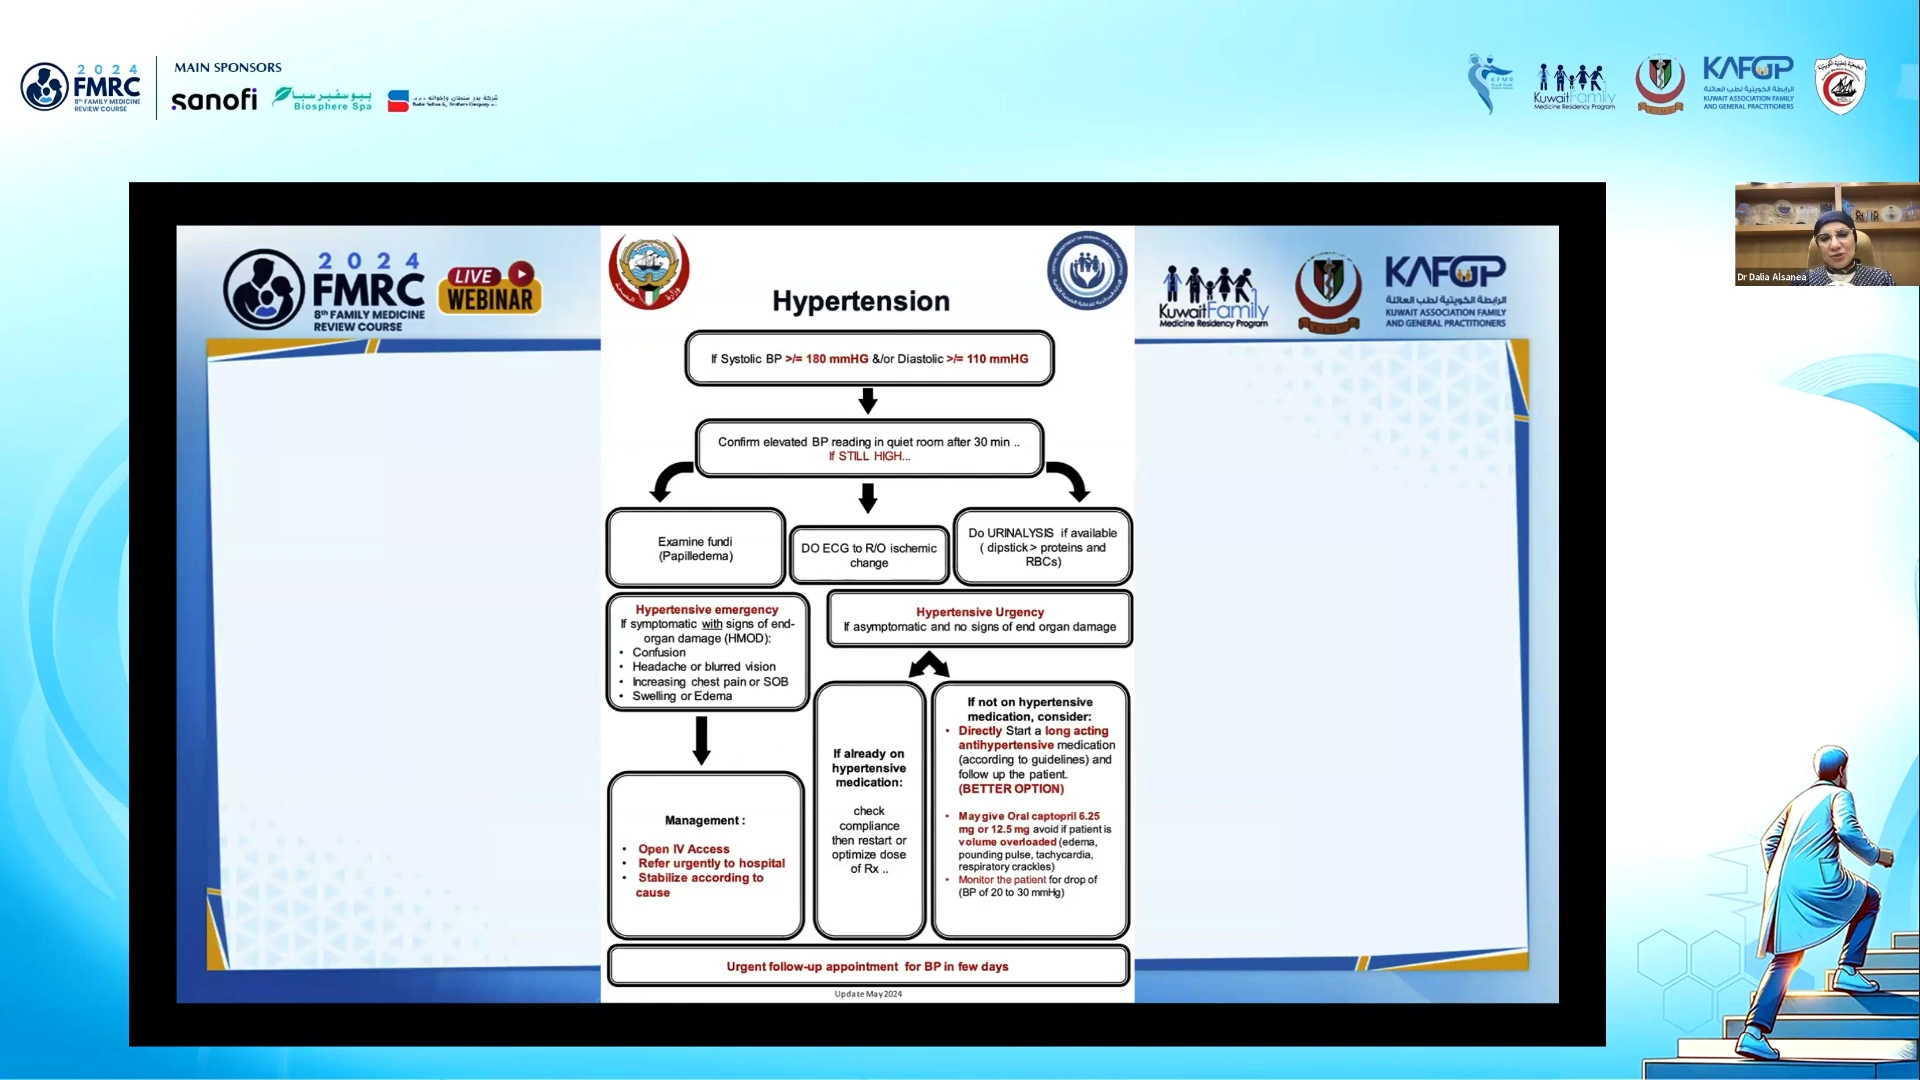 2024
FMRC
8th FAMILY MEDICINE
REVIEW COURSE
MAIN SPONSORS
sanofi
بيوسفير سبا
Biosphere Spa
Kuwait Family
Medicine Residency Program
KAFGP
الرابطة الكويتية لطب العائلة
KUWAIT ASSOCIATION FAMILY
AND GENERAL PRACTITIONERS
Dr Dalia Alsanea
2024
FMRC
8th FAMILY MEDICINE
REVIEW COURSE
LIVE
WEBINAR
Kuwait Family
Medicine Residency Program
KAFGP
الرابطة الكويتية لطب العائلة
KUWAIT ASSOCIATION FAMILY
AND GENERAL PRACTITIONERS
Hypertension
If Systolic BP >/= 180 mmHG &/or Diastolic >/= 110 mmHG
Confirm elevated BP reading in quiet room after 30 min ..
If STILL HIGH...
Examine fundi
(Papilledema)
DO ECG to R/O ischemic
change
Do URINALYSIS if available
( dipstick > proteins and
RBCs)
Hypertensive emergency
If symptomatic with signs of end-
organ damage (HMOD):
• Confusion
• Headache or blurred vision
• Increasing chest pain or SOB
• Swelling or Edema
Hypertensive Urgency
If asymptomatic and no signs of end organ damage
Management :
• Open IV Access
• Refer urgently to hospital
• Stabilize according to
cause
If already on
hypertensive
medication:
check
compliance
then restart or
optimize dose
of Rx ..
If not on hypertensive
medication, consider:
• Directly Start a long acting
antihypertensive medication
(according to guidelines) and
follow up the patient.
(BETTER OPTION)
• May give Oral captopril 6.25
mg or 12.5 mg avoid if patient is
volume overloaded (edema,
pounding pulse, tachycardia,
respiratory crackles)
• Monitor the patient for drop of
(BP of 20 to 30 mmHg)
Urgent follow-up appointment for BP in few days
Update May 2024